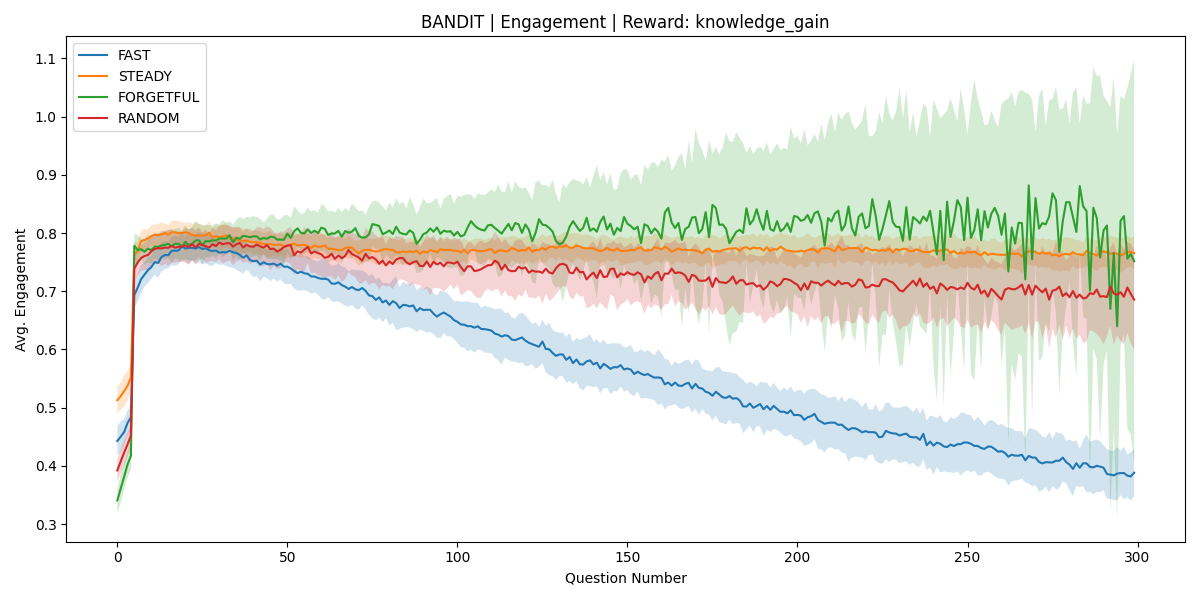 BANDIT | Engagement | Reward: knowledge_gain
FAST
STEADY
FORGETFUL
RANDOM
Avg. Engagement
1.1
1.0
0.9
0.8
0.7
0.6
0.5
0.4
0.3
0 50 100 150 200 250 300
Question Number